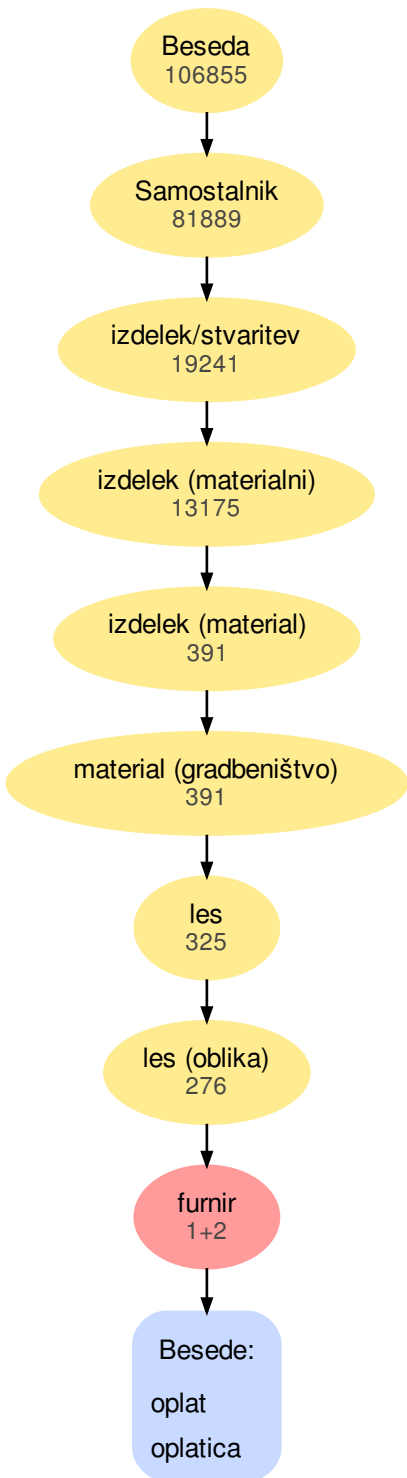 Beseda
106855
Samostalnik
81889
izdelek/stvaritev
19241
izdelek (materialni)
13175
izdelek (material)
391
material (gradbeništvo)
391
les
325
les (oblika)
276
furnir
1+2
Besede:
oplat
oplatica